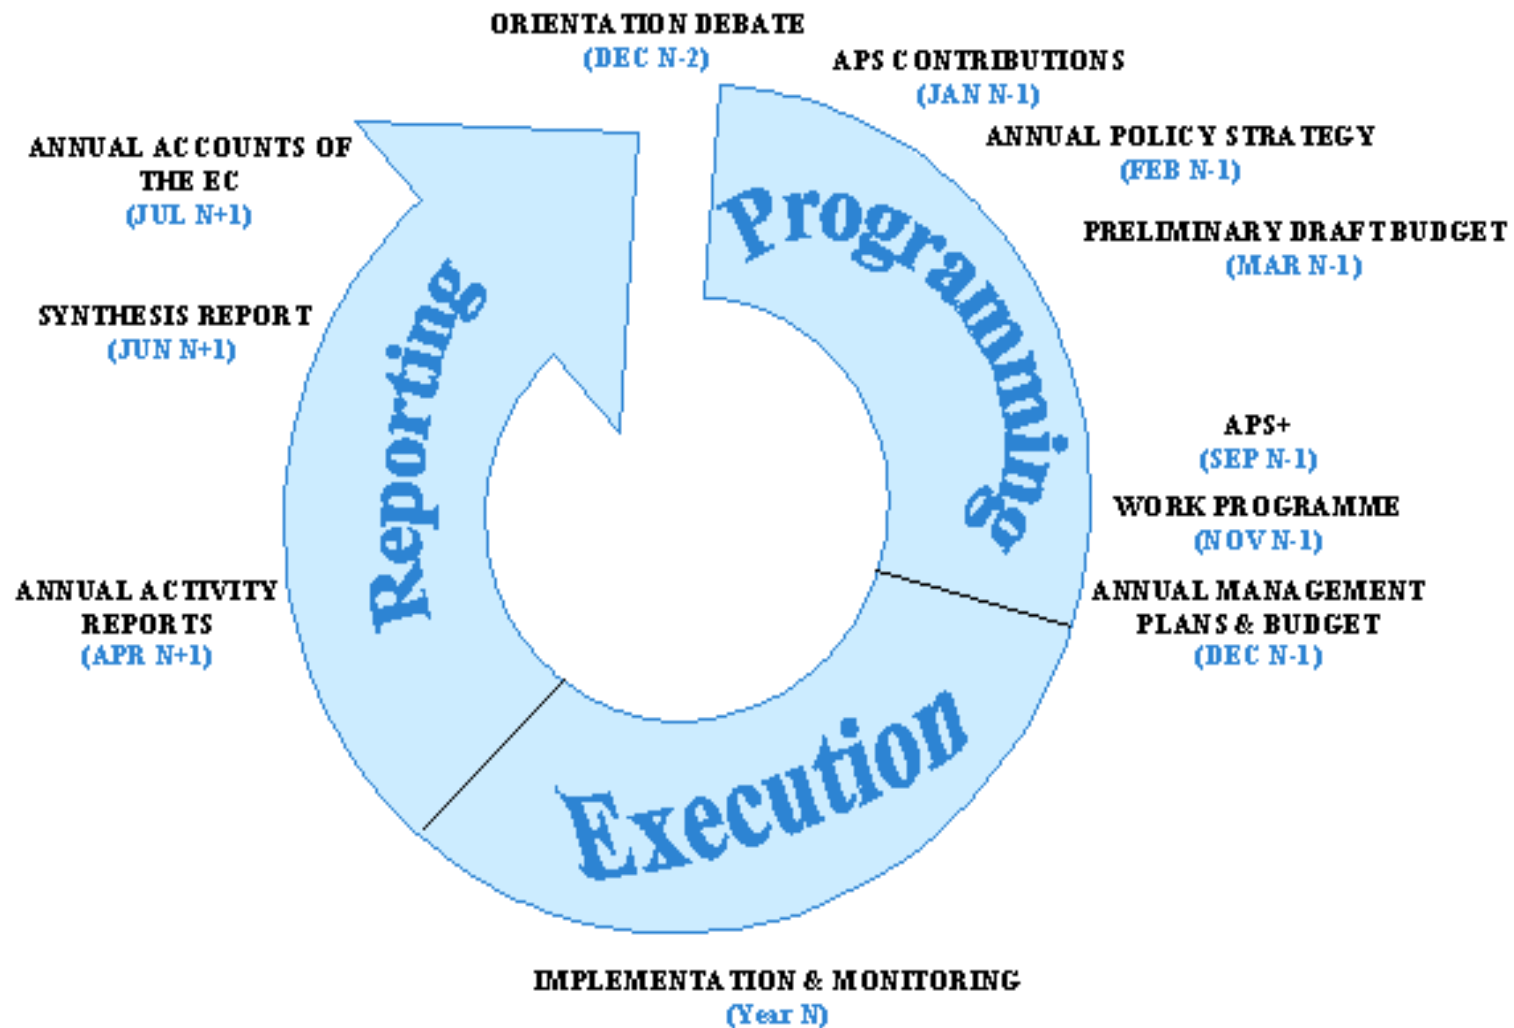 ORIENTATION DEBATE
(DEC N-2)
APS CONTRIBUTIONS
(JAN N-1)
ANNUAL POLICY STRATEGY
(FEB N-1)
PRELIMINARY DRAFT BUDGET
(MAR N-1)
APS+
(SEP N-1)
WORK PROGRAMME
(NOV N-1)
ANNUAL MANAGEMENT
PLANS & BUDGET
(DEC N-1)
IMPLEMENTATION & MONITORING
(Year N)
ANNUAL ACTIVITY
REPORTS
(APR N+1)
SYNTHESIS REPORT
(JUN N+1)
ANNUAL ACCOUNTS OF
THE EC
(JUL N+1)
Programming
Execution
Reporting